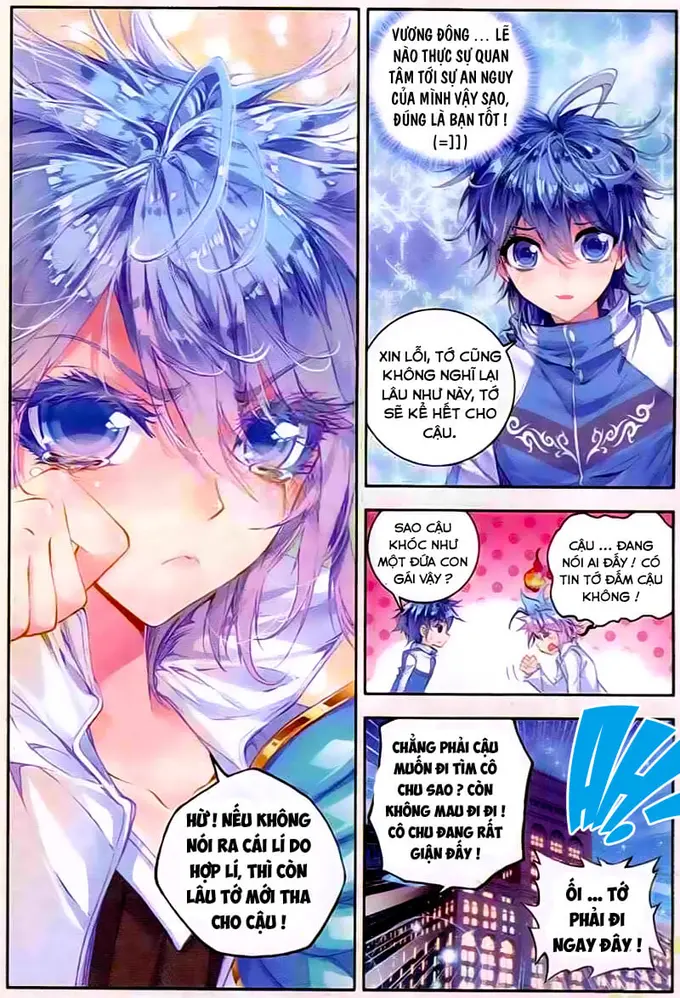 VƯƠNG ĐÔNG ... LẼ
NÀO THỰC SỰ QUAN
TÂM TỚI SỰ AN NGUY
CỦA MÌNH VẬY SAO,
ĐÚNG LÀ BẠN TỐT !
(=]])
XIN LỖI, TỚ CŨNG
KHÔNG NGHĨ LẠI
LÂU NHƯ NÀY, TỚ
SẼ KỂ HẾT CHO
CẬU.
HỪ ! NẾU KHÔNG
NÓI RA CÁI LÍ DO
HỢP LÍ, THÌ CÒN
LÂU TỚ MỚI THA
CHO CẬU !
SAO CẬU
KHÓC NHƯ
MỘT ĐỨA CON
GÁI VẬY ?
CẬU ... ĐANG
NÓI AI ĐẤY ! CÓ
TIN TỚ ĐẤM CẬU
KHÔNG !
CHẲNG PHẢI CẬU
MUỐN ĐI TÌM CÔ
CHU SAO ? CÒN
KHÔNG MAU ĐI ĐI !
CÔ CHU ĐANG RẤT
GIẬN ĐẤY !
AH..!
ỐI ... TỚ
PHẢI ĐI
NGAY ĐÂY !